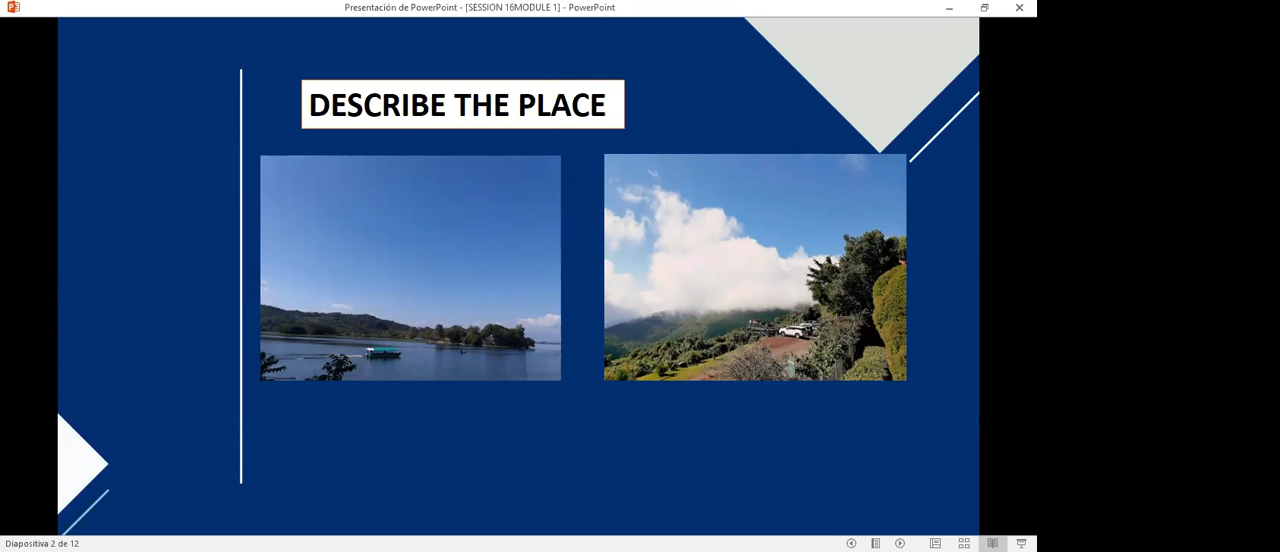 Presentación de PowerPoint - [SESSION 16MODULE 1] - PowerPoint
DESCRIBE THE PLACE
Diapositiva 2 de 12